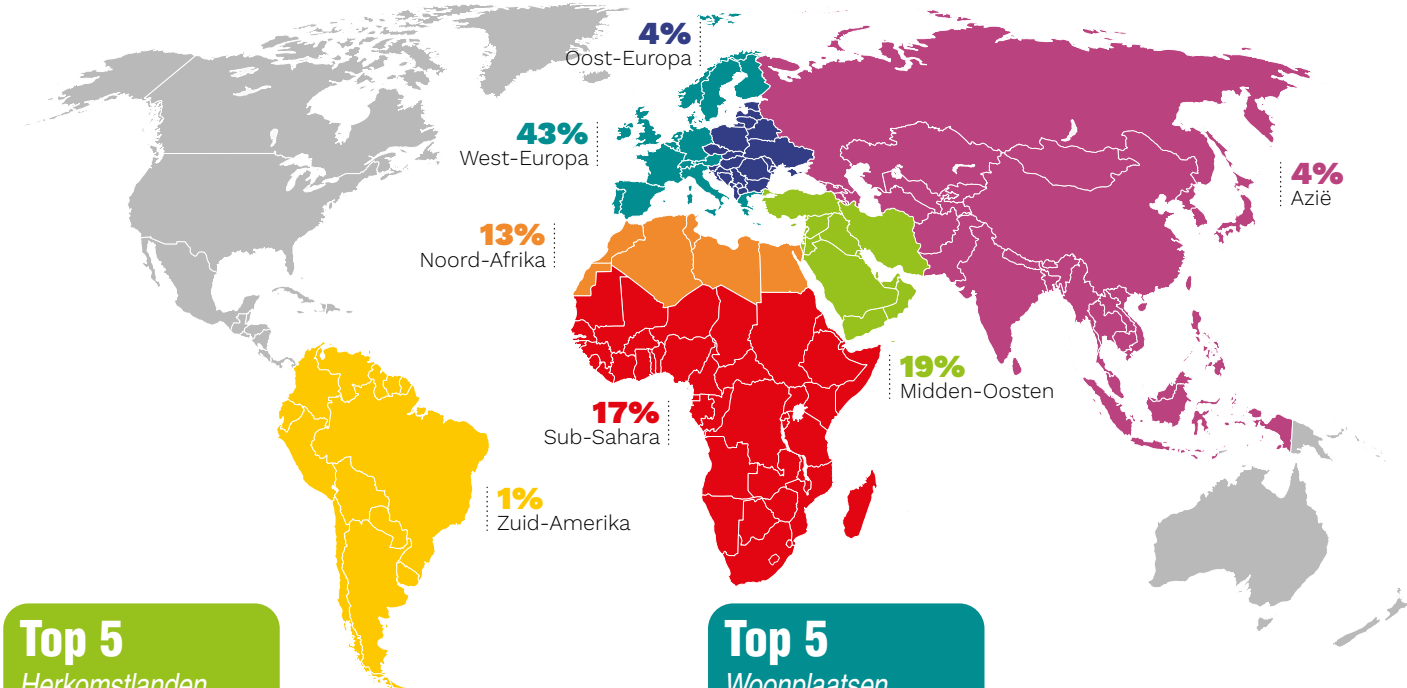 4%
Oost-Europa
43%
West-Europa
4%
Azië
13%
Noord-Afrika
19%
Midden-Oosten
17%
Sub-Sahara
1%
Zuid-Amerika
Top 5
Herkomstlanden
Top 5
Woonplaatsen